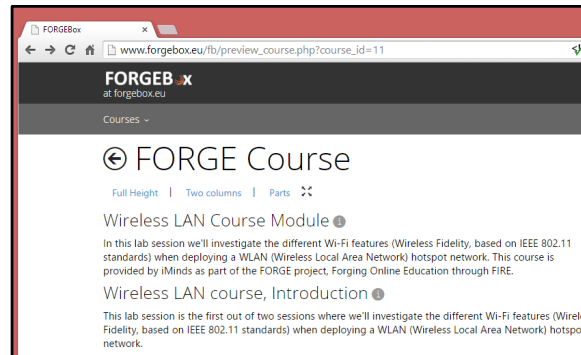 FORGEBox
www.forgebox.eu/fb/preview_course.php?course_id=11
FORGEB x
at forgebox.eu
Courses
FORGE Course
Full Height | Two columns | Parts
Wireless LAN Course Module
In this lab session we'll investigate the different Wi-Fi features (Wireless Fidelity, based on IEEE 802.11
standards) when deploying a WLAN (Wireless Local Area Network) hotspot network. This course is
provided by iMinds as part of the FORGE project, Forging Online Education through FIRE.
Wireless LAN course, Introduction
This lab session is the first out of two sessions where we'll investigate the different Wi-Fi features
Fidelity, based on IEEE 802.11 standards) when deploying a WLAN (Wireless Local Area Network)
network.